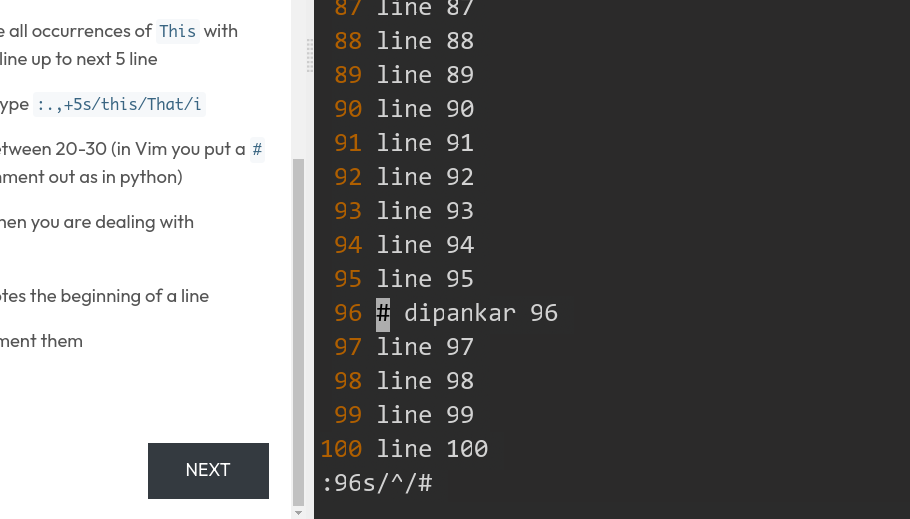 e all occurrences of This with
line up to next 5 line
ype :.,+5s/this/That/i
etween 20-30 (in Vim you put a #
nment out as in python)
hen you are dealing with
otes the beginning of a line
ment them
NEXT
87 line 87
88 line 88
89 line 89
90 line 90
91 line 91
92 line 92
93 line 93
94 line 94
95 line 95
96 # dipankar 96
97 line 97
98 line 98
99 line 99
100 line 100
:96s/^/#